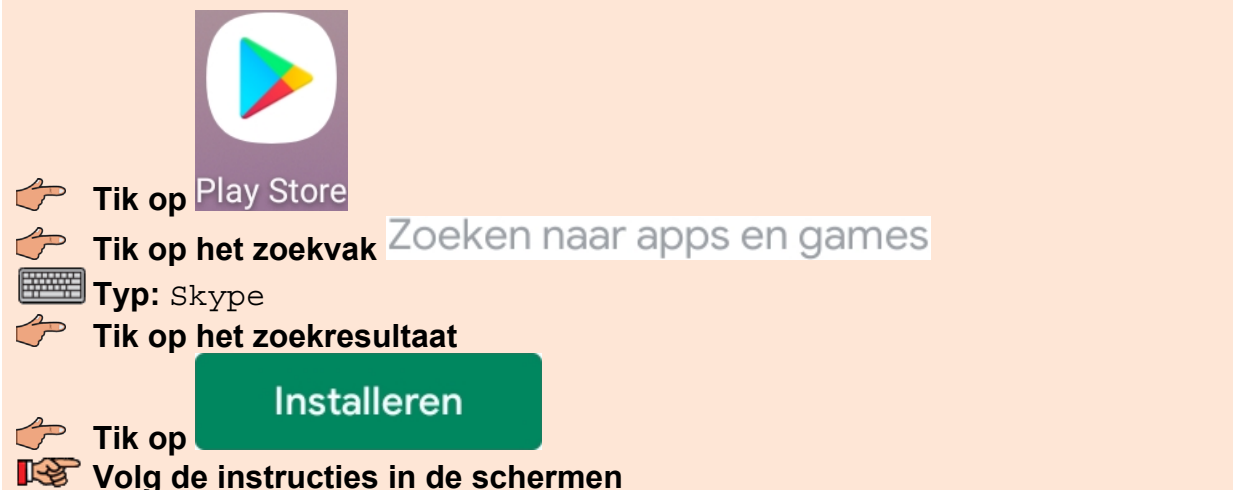 Tik op Play Store
Tik op het zoekvak Zoeken naar apps en games
Typ: Skype
Tik op het zoekresultaat
Tik op Installeren
Volg de instructies in de schermen